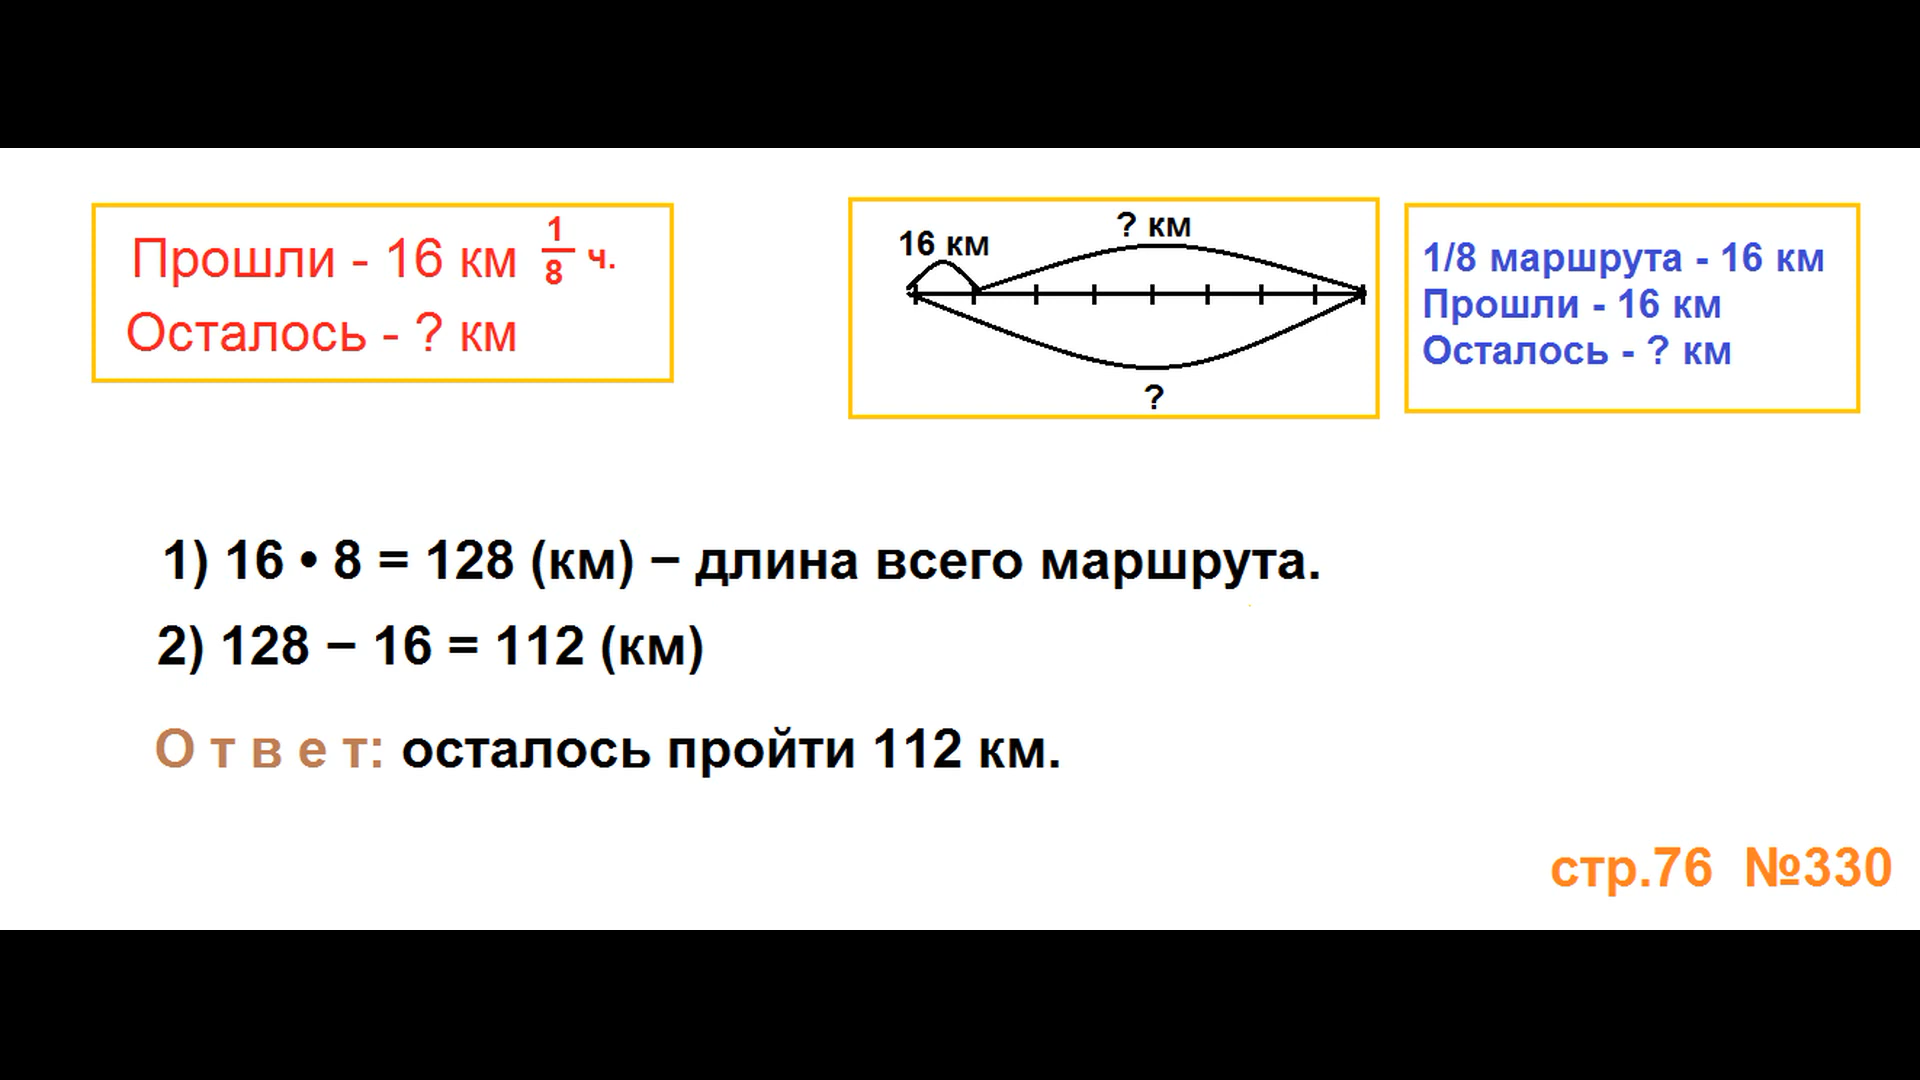 Прошли - 16 км 1/8 ч.
Осталось - ? км
16 км
? км
?
1/8 маршрута - 16 км
Прошли - 16 км
Осталось - ? км
1) 16 • 8 = 128 (км) – длина всего маршрута.
2) 128 – 16 = 112 (км)
О т в е т: осталось пройти 112 км.
стр.76 №330